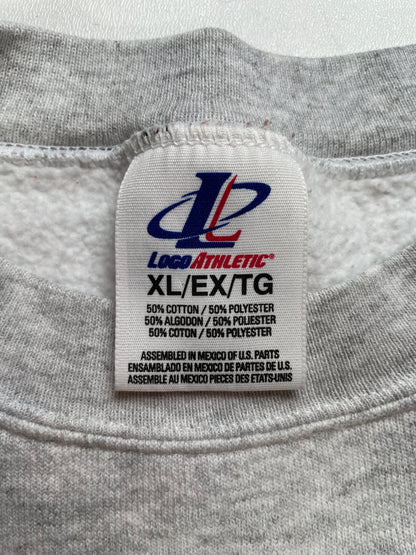 LOGO ATHLETIC®
XL/EX/TG
50% COTTON / 50% POLYESTER
50% ALGODON / 50% POLIESTER
50% COTON / 50% POLYESTER
ASSEMBLED IN MEXICO OF U.S. PARTS
ENSAMBLADO EN MEXICO DE PARTES DE U.S.
ASSEMBLE AU MEXICO PIECES DES ETATS-UNIS